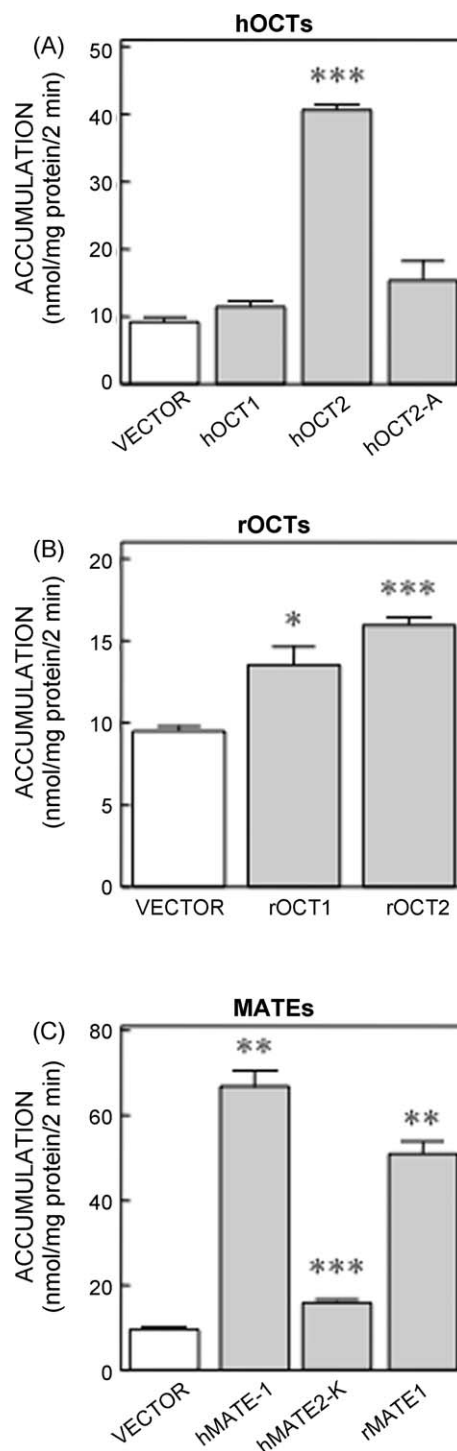 hOCTs
(A)
ACCUMULATION
(nmol/mg protein/2 min)
50
40
30
20
10
0
***
VECTOR
hOCT1
hOCT2
hOCT2-A
rOCTs
(B)
ACCUMULATION
(nmol/mg protein/2 min)
20
15
10
5
0
*
***
VECTOR
rOCT1
rOCT2
MATEs
(C)
ACCUMULATION
(nmol/mg protein/2 min)
80
60
40
20
0
**
***
**
VECTOR
hMATE-1
hMATE2-K
rMATE1